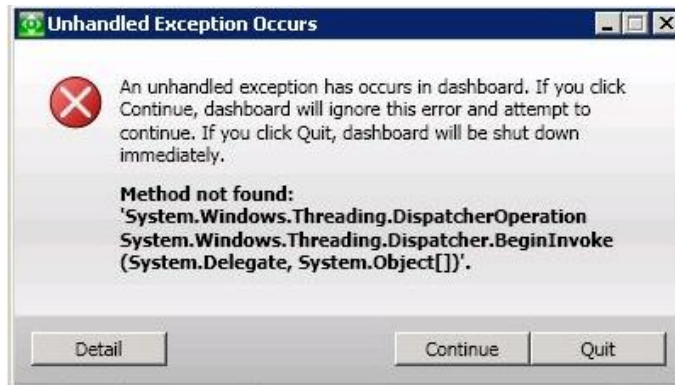 Unhandled Exception Occurs
An unhandled exception has occurs in dashboard. If you click
Continue, dashboard will ignore this error and attempt to
continue. If you click Quit, dashboard will be shut down
immediately.
Method not found:
'System.Windows.Threading.DispatcherOperation
System.Windows.Threading.Dispatcher.BeginInvoke
(System.Delegate, System.Object[])'.
Detail
Continue
Quit